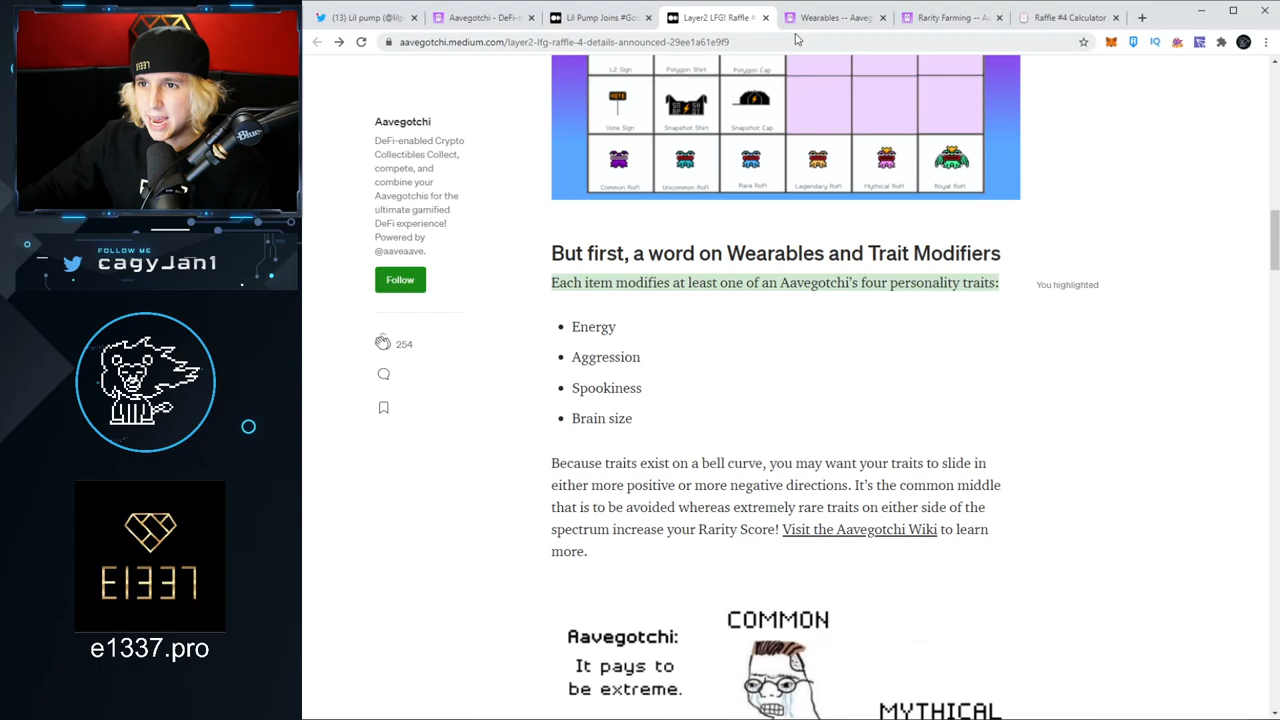 (13) Lil pump (@lilp
Aavegotchi - DeFi-
Lil Pump Joins #Go
Layer2 LFG! Raffle #
Wearables -- Aave
Rarity Farming -- A
Raffle #4 Calculator
aavegotchi.medium.com/layer2-lfg-raffle-4-details-announced-29ee1a61e9f9
L2 Sign
Polygon Shirt
Polygon Cap
VOTE
Vote Sign
Snapshot Shirt
Snapshot Cap
Common Rofl
Uncommon Rofl
Rare Rofl
Legendary Rofl
Mythical Rofl
Royal Rofl
Blue
FOLLOW ME
cagyJan1
E1337
e1337.pro
Aavegotchi
DeFi-enabled Crypto
Collectibles Collect,
compete, and
combine your
Aavegotchis for the
ultimate gamified
DeFi experience!
Powered by
@aaveaave.
Follow
254
But first, a word on Wearables and Trait Modifiers
Each item modifies at least one of an Aavegotchi's four personality traits:
You highlighted
• Energy
• Aggression
• Spookiness
• Brain size
Because traits exist on a bell curve, you may want your traits to slide in
either more positive or more negative directions. It's the common middle
that is to be avoided whereas extremely rare traits on either side of the
spectrum increase your Rarity Score! Visit the Aavegotchi Wiki to learn
more.
COMMON
Aavegotchi:
It pays to
be extreme.
MYTHICAL